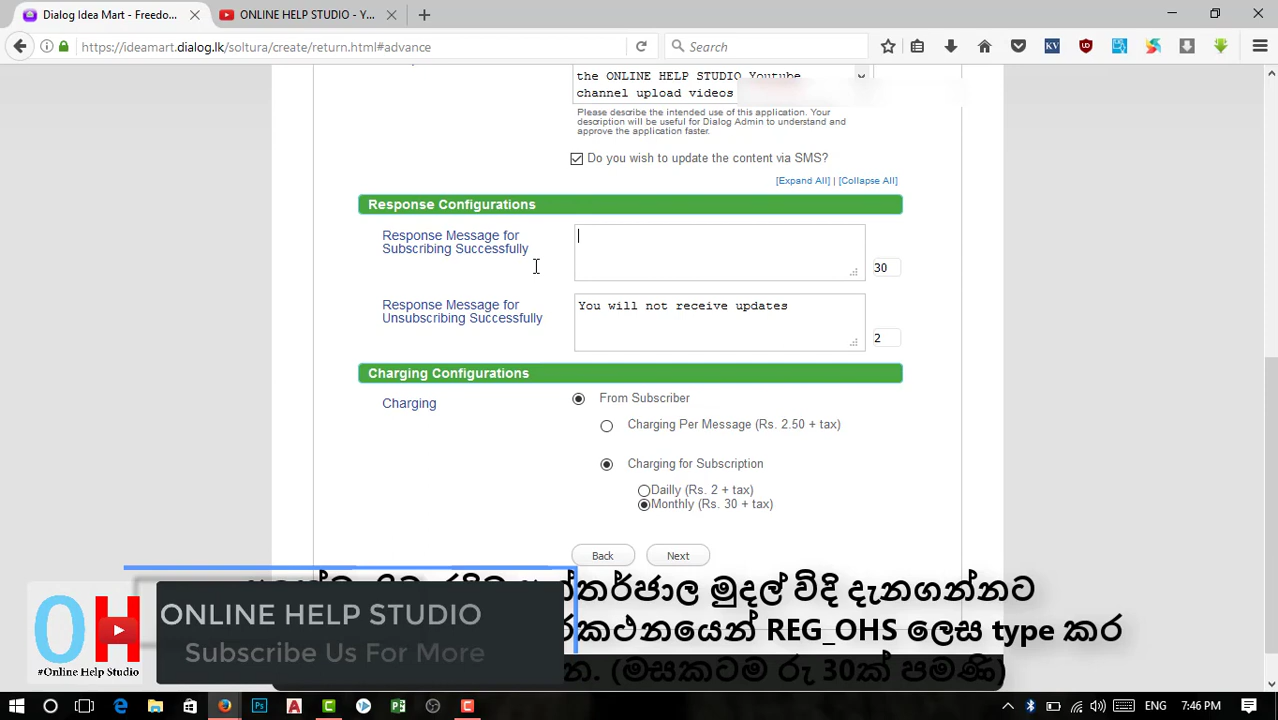 Dialog Idea Mart - Freedo...
ONLINE HELP STUDIO - Y...
https://ideamart.dialog.lk/soltura/create/return.html#advance
Search
the ONLINE HELP STUDIO Youtube
channel upload videos
Please describe the intended use of this application. Your
description will be useful for Dialog Admin to understand and
approve the application faster.
Do you wish to update the content via SMS?
[Expand All] | [Collapse All]
Response Configurations
Response Message for
Subscribing Successfully
30
Response Message for
Unsubscribing Successfully
You will not receive updates
2
Charging Configurations
Charging
From Subscriber
Charging Per Message (Rs. 2.50 + tax)
Charging for Subscription
Dailly (Rs. 2 + tax)
Monthly (Rs. 30 + tax)
Back
Next
මුදල් විදි දැනගන්නට
REG_OHS ලෙස type කර
(මසකටම රු 30ක් පමණි)
OH
#Online Help Studio
ONLINE HELP STUDIO
Subscribe Us For More
ENG
7:46 PM